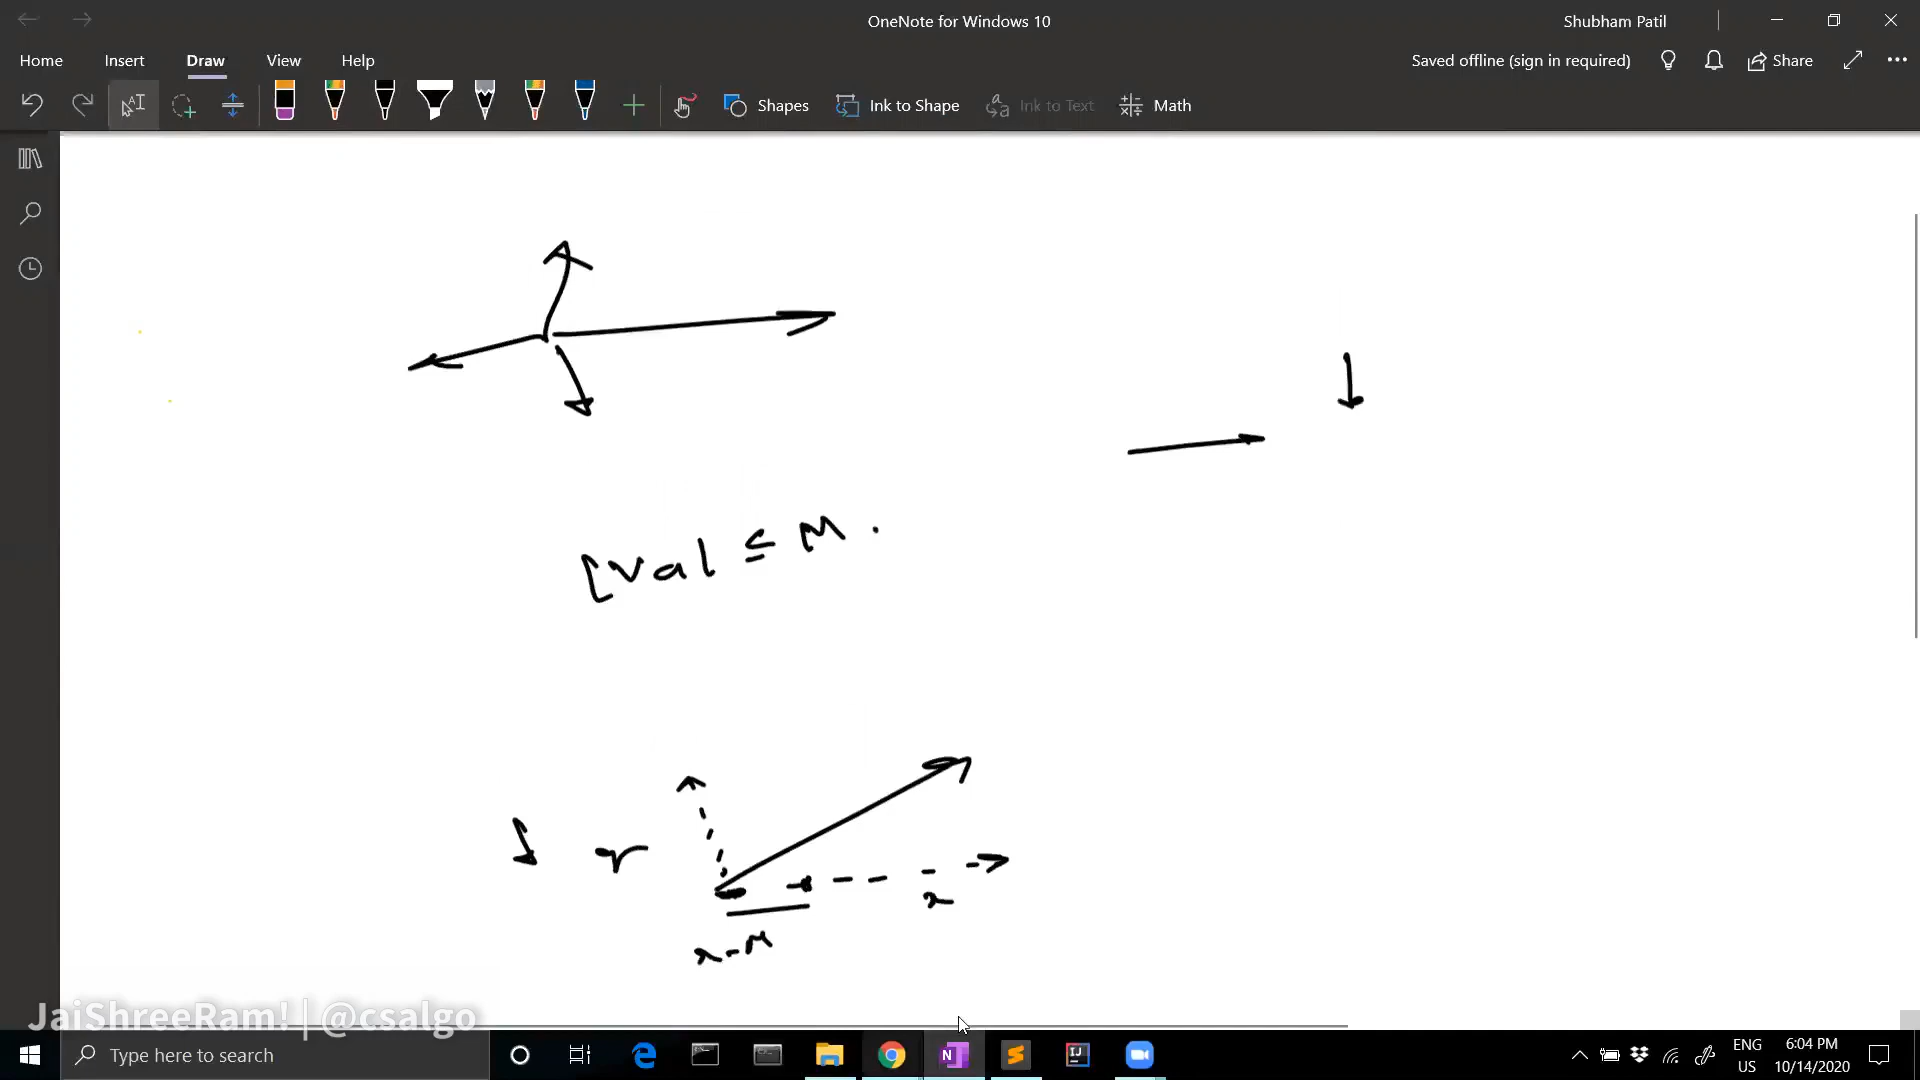 OneNote for Windows 10
Shubham Patil
Home Insert Draw View Help
Saved offline (sign in required)
Share
Shapes
Ink to Shape
Ink to Text
Math
[val ≤ M .
r
x
x-M
JaiShreeRam! | @csalgo
Type here to search
ENG
US
6:04 PM
10/14/2020